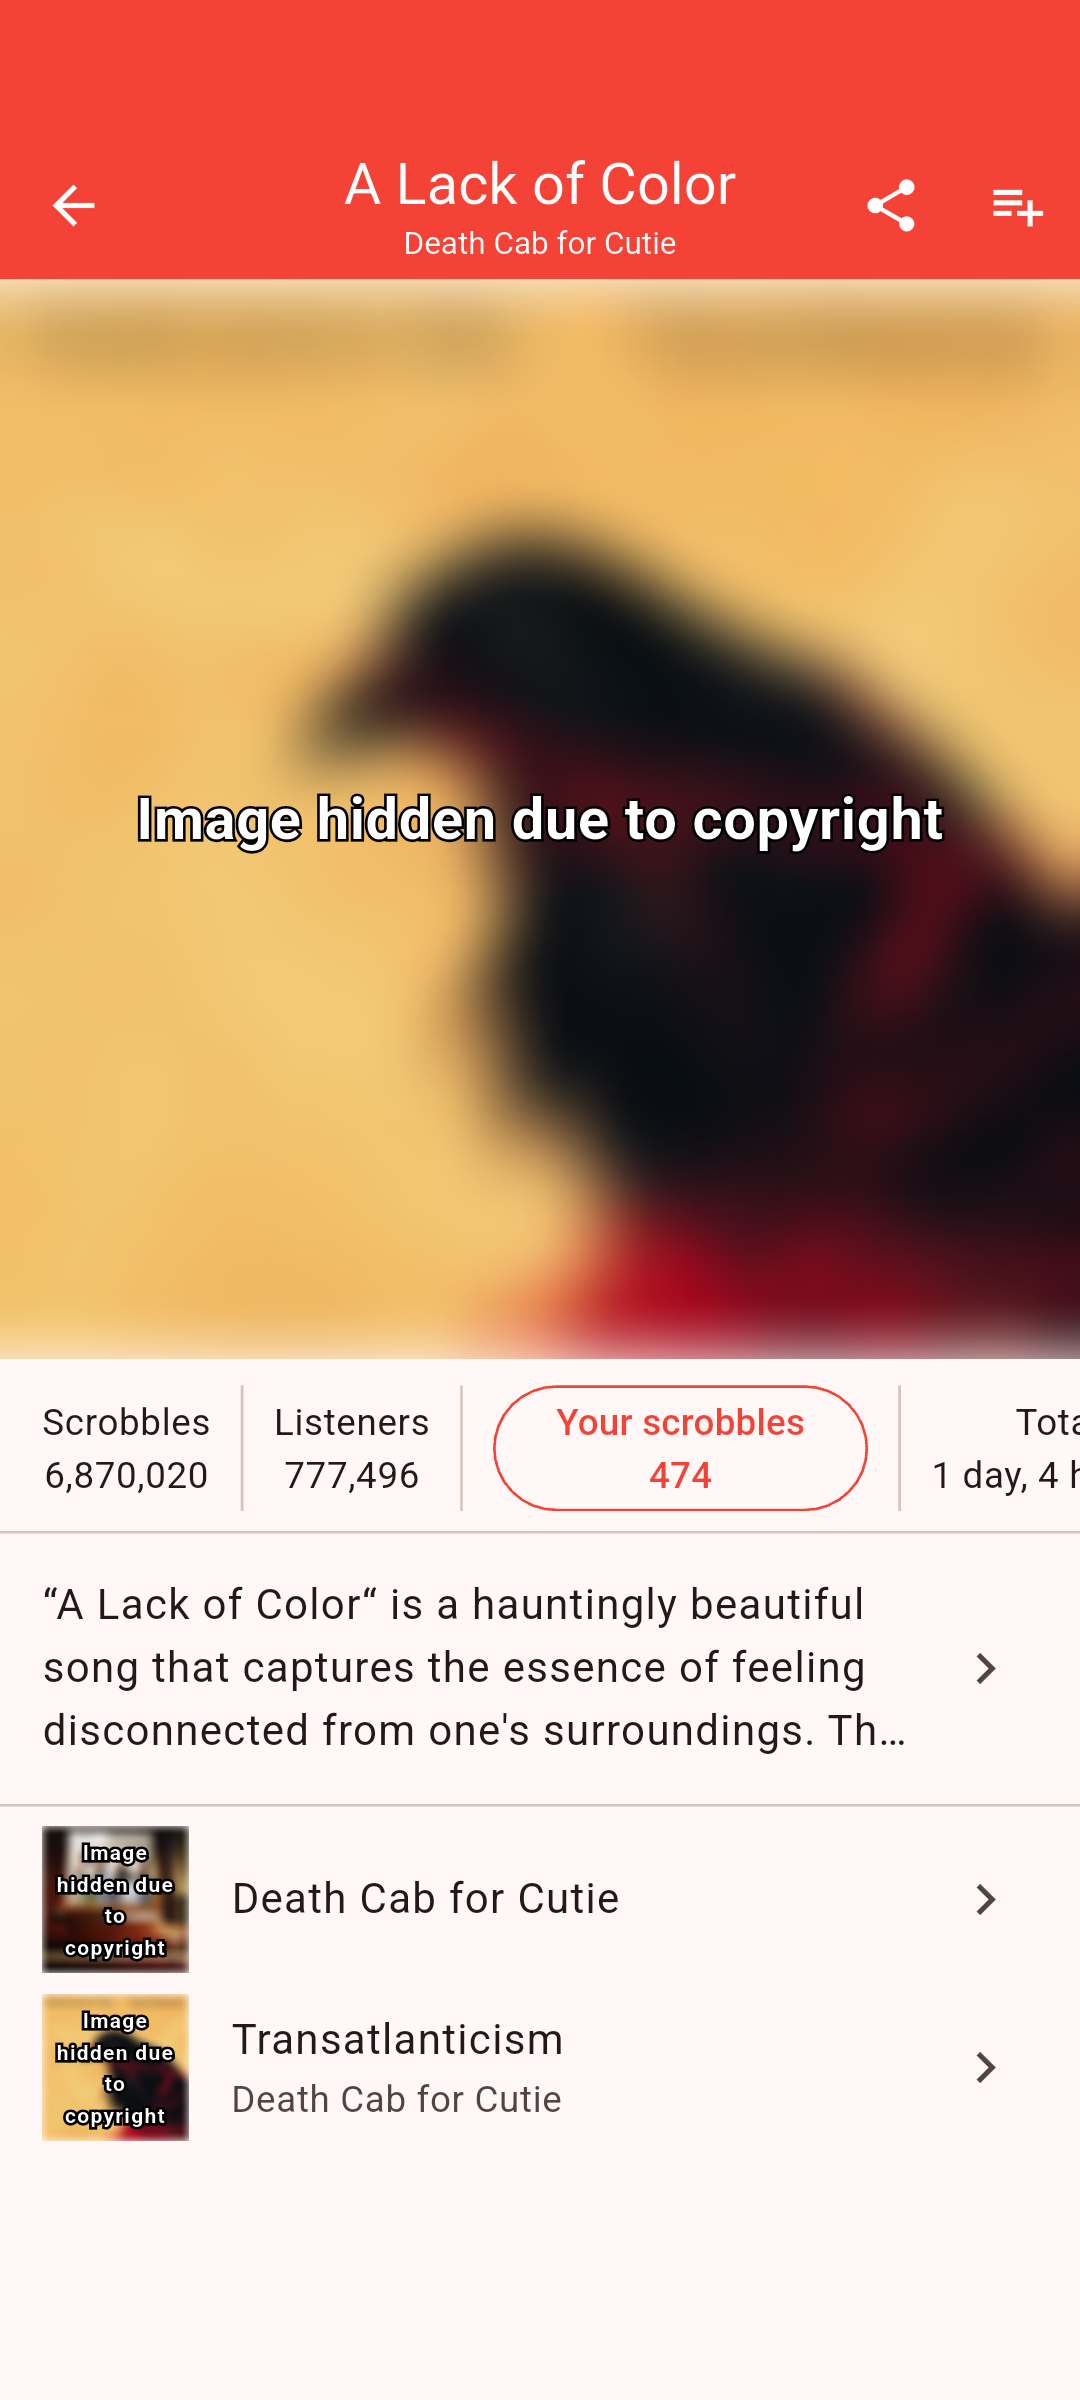 A Lack of Color
Death Cab for Cutie
Image hidden due to copyright
Scrobbles
6,870,020
Listeners
777,496
Your scrobbles
474
Tota
1 day, 4 h
“A Lack of Color“ is a hauntingly beautiful
song that captures the essence of feeling
disconnected from one's surroundings. Th…
Image
hidden due
to
copyright
Death Cab for Cutie
Image
hidden due
to
copyright
Transatlanticism
Death Cab for Cutie